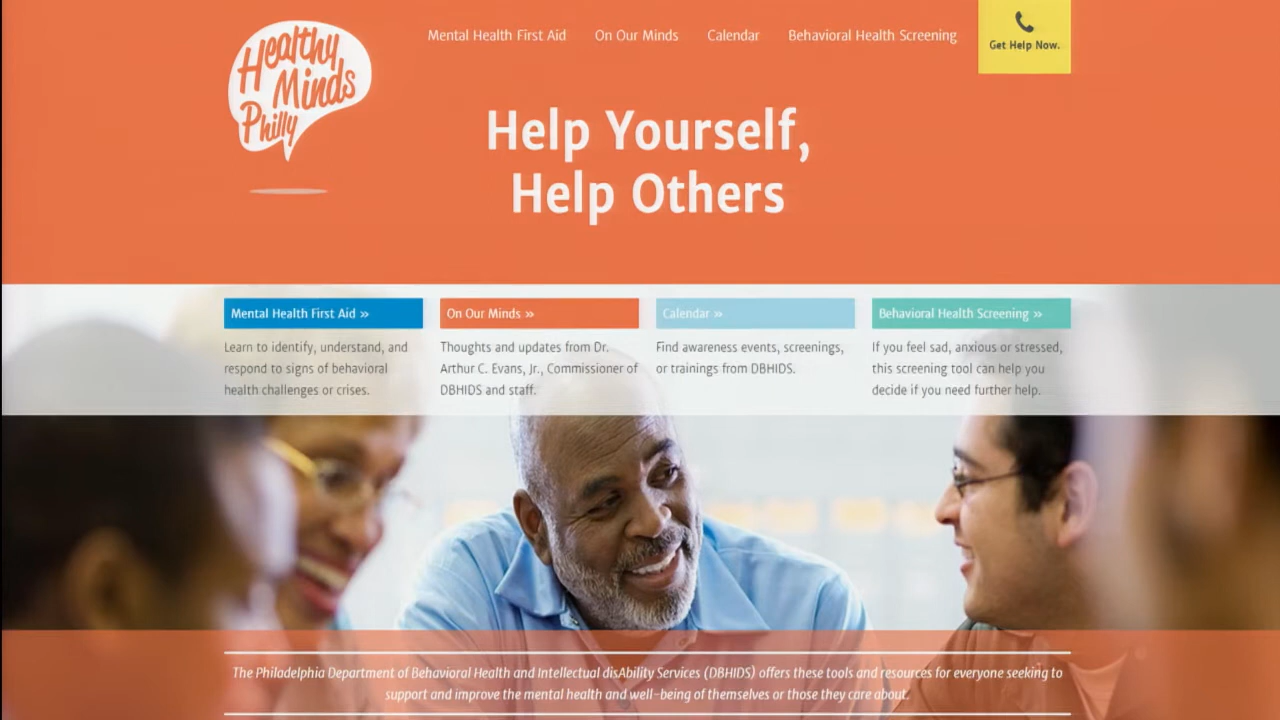 Healthy
Minds
Philly
Mental Health First Aid On Our Minds Calendar Behavioral Health Screening
Get Help Now.
Help Yourself,
Help Others
Mental Health First Aid »
Learn to identify, understand, and
respond to signs of behavioral
health challenges or crises.
On Our Minds »
Thoughts and updates from Dr.
Arthur C. Evans, Jr., Commissioner of
DBHIDS and staff.
Calendar »
Find awareness events, screenings,
or trainings from DBHIDS.
Behavioral Health Screening »
If you feel sad, anxious or stressed,
this screening tool can help you
decide if you need further help.
The Philadelphia Department of Behavioral Health and Intellectual disAbility Services (DBHIDS) offers these tools and resources for everyone seeking to
support and improve the mental health and well-being of themselves or those they care about.